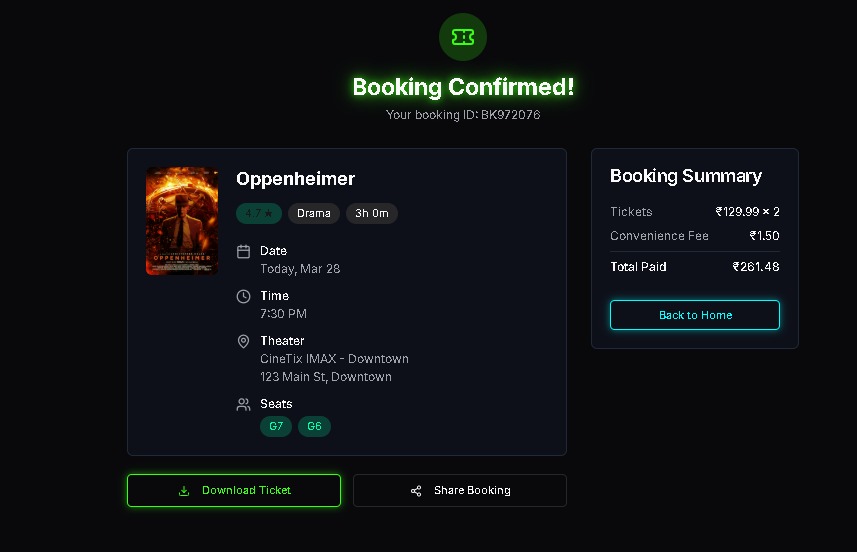 Booking Confirmed!
Your booking ID: BK972076
Oppenheimer
4.7 ★ Drama 3h 0m
Date
Today, Mar 28
Time
7:30 PM
Theater
CineTix IMAX - Downtown
123 Main St, Downtown
Seats
G7 G6
Download Ticket
Share Booking
Booking Summary
Tickets ₹129.99 × 2
Convenience Fee ₹1.50
Total Paid ₹261.48
Back to Home
OPPENHEIMER